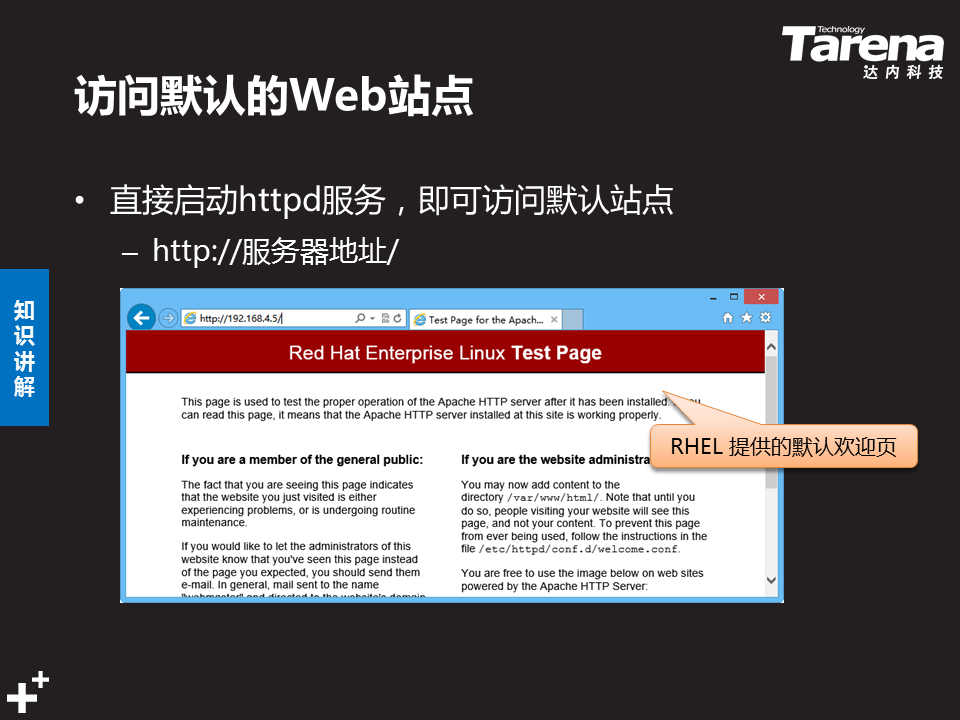 Technology
Tarena
达内科技
访问默认的Web站点
• 直接启动httpd服务，即可访问默认站点
– http://服务器地址/
知
识
讲
解
http://192.168.4.5/
Test Page for the Apach...
Red Hat Enterprise Linux Test Page
This page is used to test the proper operation of the Apache HTTP server after it has been installed.
can read this page, it means that the Apache HTTP server installed at this site is working properly.
RHEL 提供的默认欢迎页
If you are a member of the general public:
The fact that you are seeing this page indicates
that the website you just visited is either
experiencing problems, or is undergoing routine
maintenance.
If you would like to let the administrators of this
website know that you've seen this page instead
of the page you expected, you should send them
e-mail. In general, mail sent to the name
"webmaster" and directed to the website's domain
If you are the website
You may now add content to the
directory /var/www/html/. Note that until you
do so, people visiting your website will see this
page, and not your content. To prevent this page
from ever being used, follow the instructions in the
file /etc/httpd/conf.d/welcome.conf.
You are free to use the image below on web sites
powered by the Apache HTTP Server: